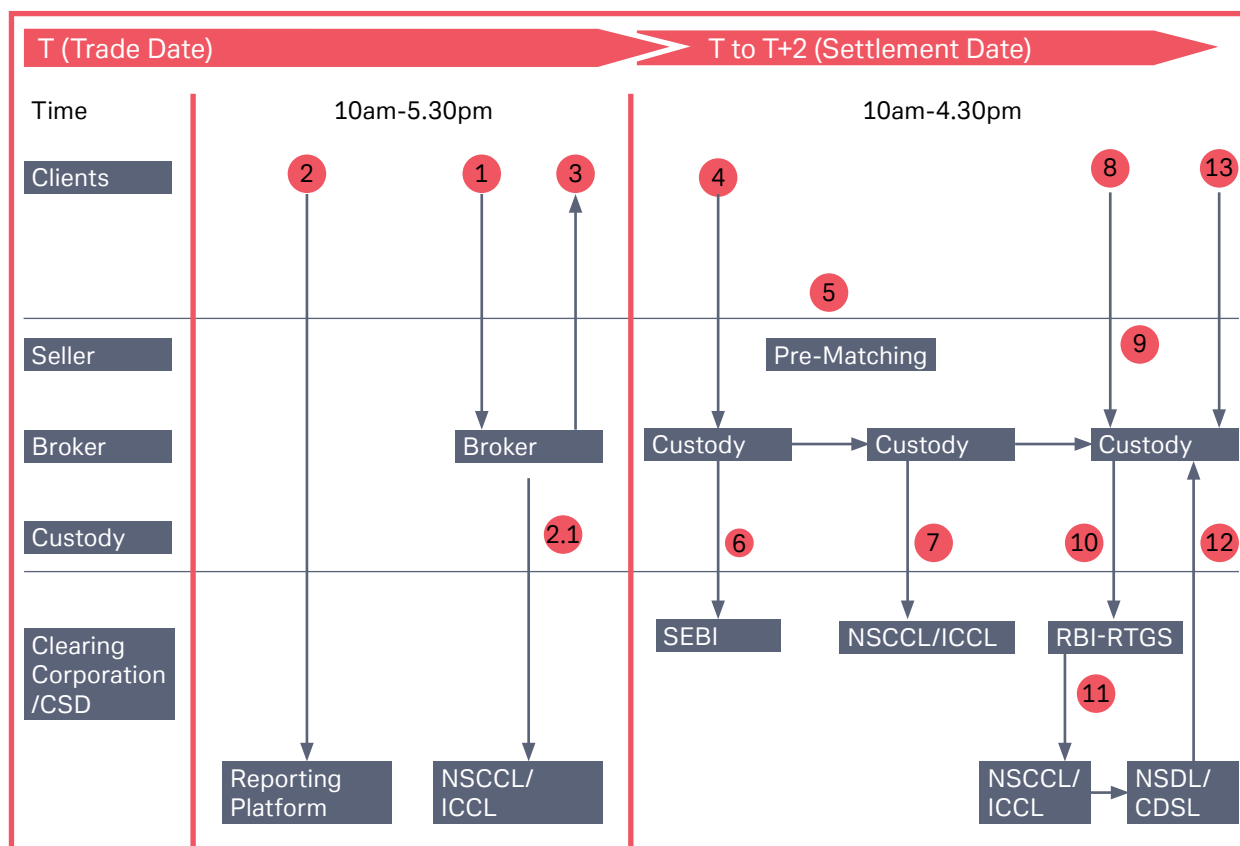 T (Trade Date)
T to T+2 (Settlement Date)
Time
10am-5.30pm
10am-4.30pm
Clients
2
1
3
4
8
13
5
Seller
Pre-Matching
9
Broker
Broker
Custody
Custody
Custody
Custody
2.1
6
7
10
12
Clearing
Corporation
/CSD
SEBI
NSCCL/ICCL
RBI-RTGS
11
Reporting
Platform
NSCCL/
ICCL
NSCCL/
ICCL
NSDL/
CDSL